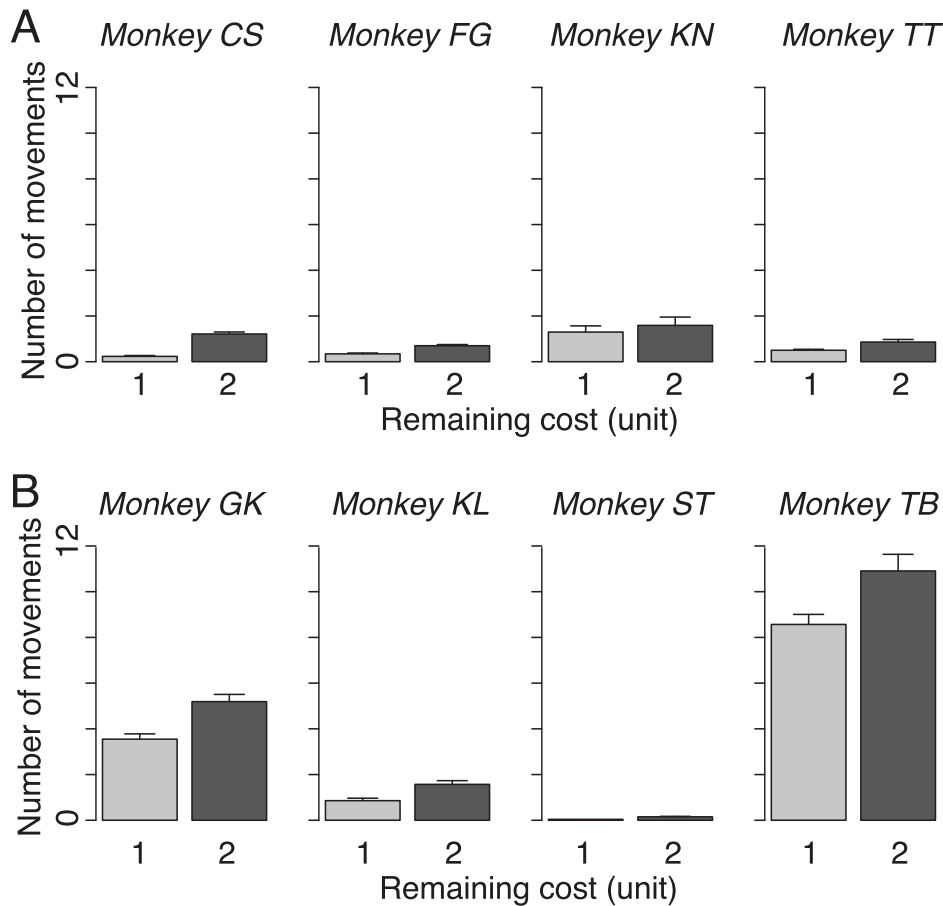 A
Monkey CS Monkey FG Monkey KN Monkey TT
Number of movements
12
0
1 2 1 2 1 2 1 2
Remaining cost (unit)
B
Monkey GK Monkey KL Monkey ST Monkey TB
Number of movements
12
0
1 2 1 2 1 2 1 2
Remaining cost (unit)